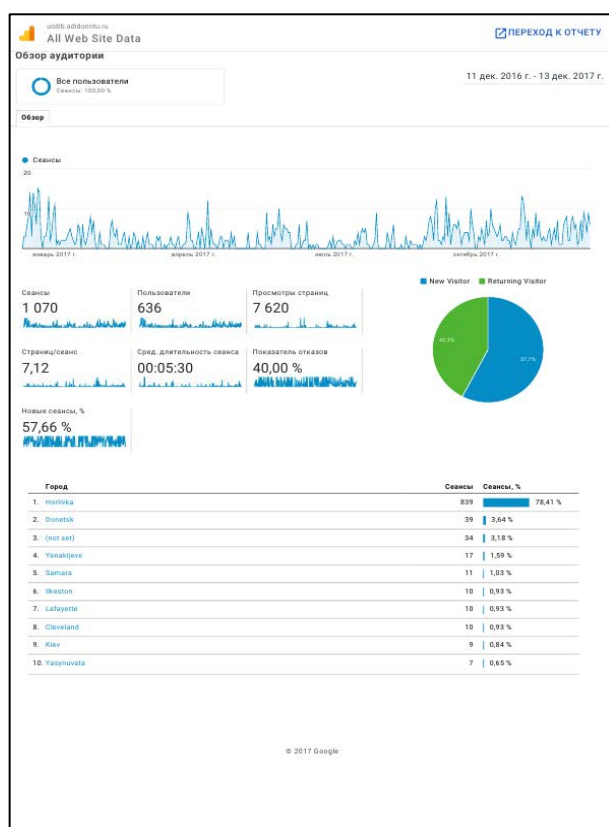 unilib.adidonntu.ru
All Web Site Data
ПЕРЕХОД К ОТЧЕТУ
Обзор аудитории
Все пользователи
Сеансы: 100,00 %
11 дек. 2016 г. - 13 дек. 2017 г.
Обзор
Сеансы
20
10
январь 2017 г. апрель 2017 г. июль 2017 г. октябрь 2017 г.
New Visitor Returning Visitor
Сеансы Пользователи Просмотры страниц
1 070 636 7 620
Страниц/сеанс Сред. длительность сеанса Показатель отказов
7,12 00:05:30 40,00 %
42,3%
57,7%
Новые сеансы, %
57,66 %
Город Сеансы Сеансы, %
1. Horlivka 839 78,41 %
2. Donetsk 39 3,64 %
3. (not set) 34 3,18 %
4. Yenakijeve 17 1,59 %
5. Samara 11 1,03 %
6. Ilkeston 10 0,93 %
7. Lafayette 10 0,93 %
8. Cleveland 10 0,93 %
9. Kiev 9 0,84 %
10. Yasynuvata 7 0,65 %
© 2017 Google